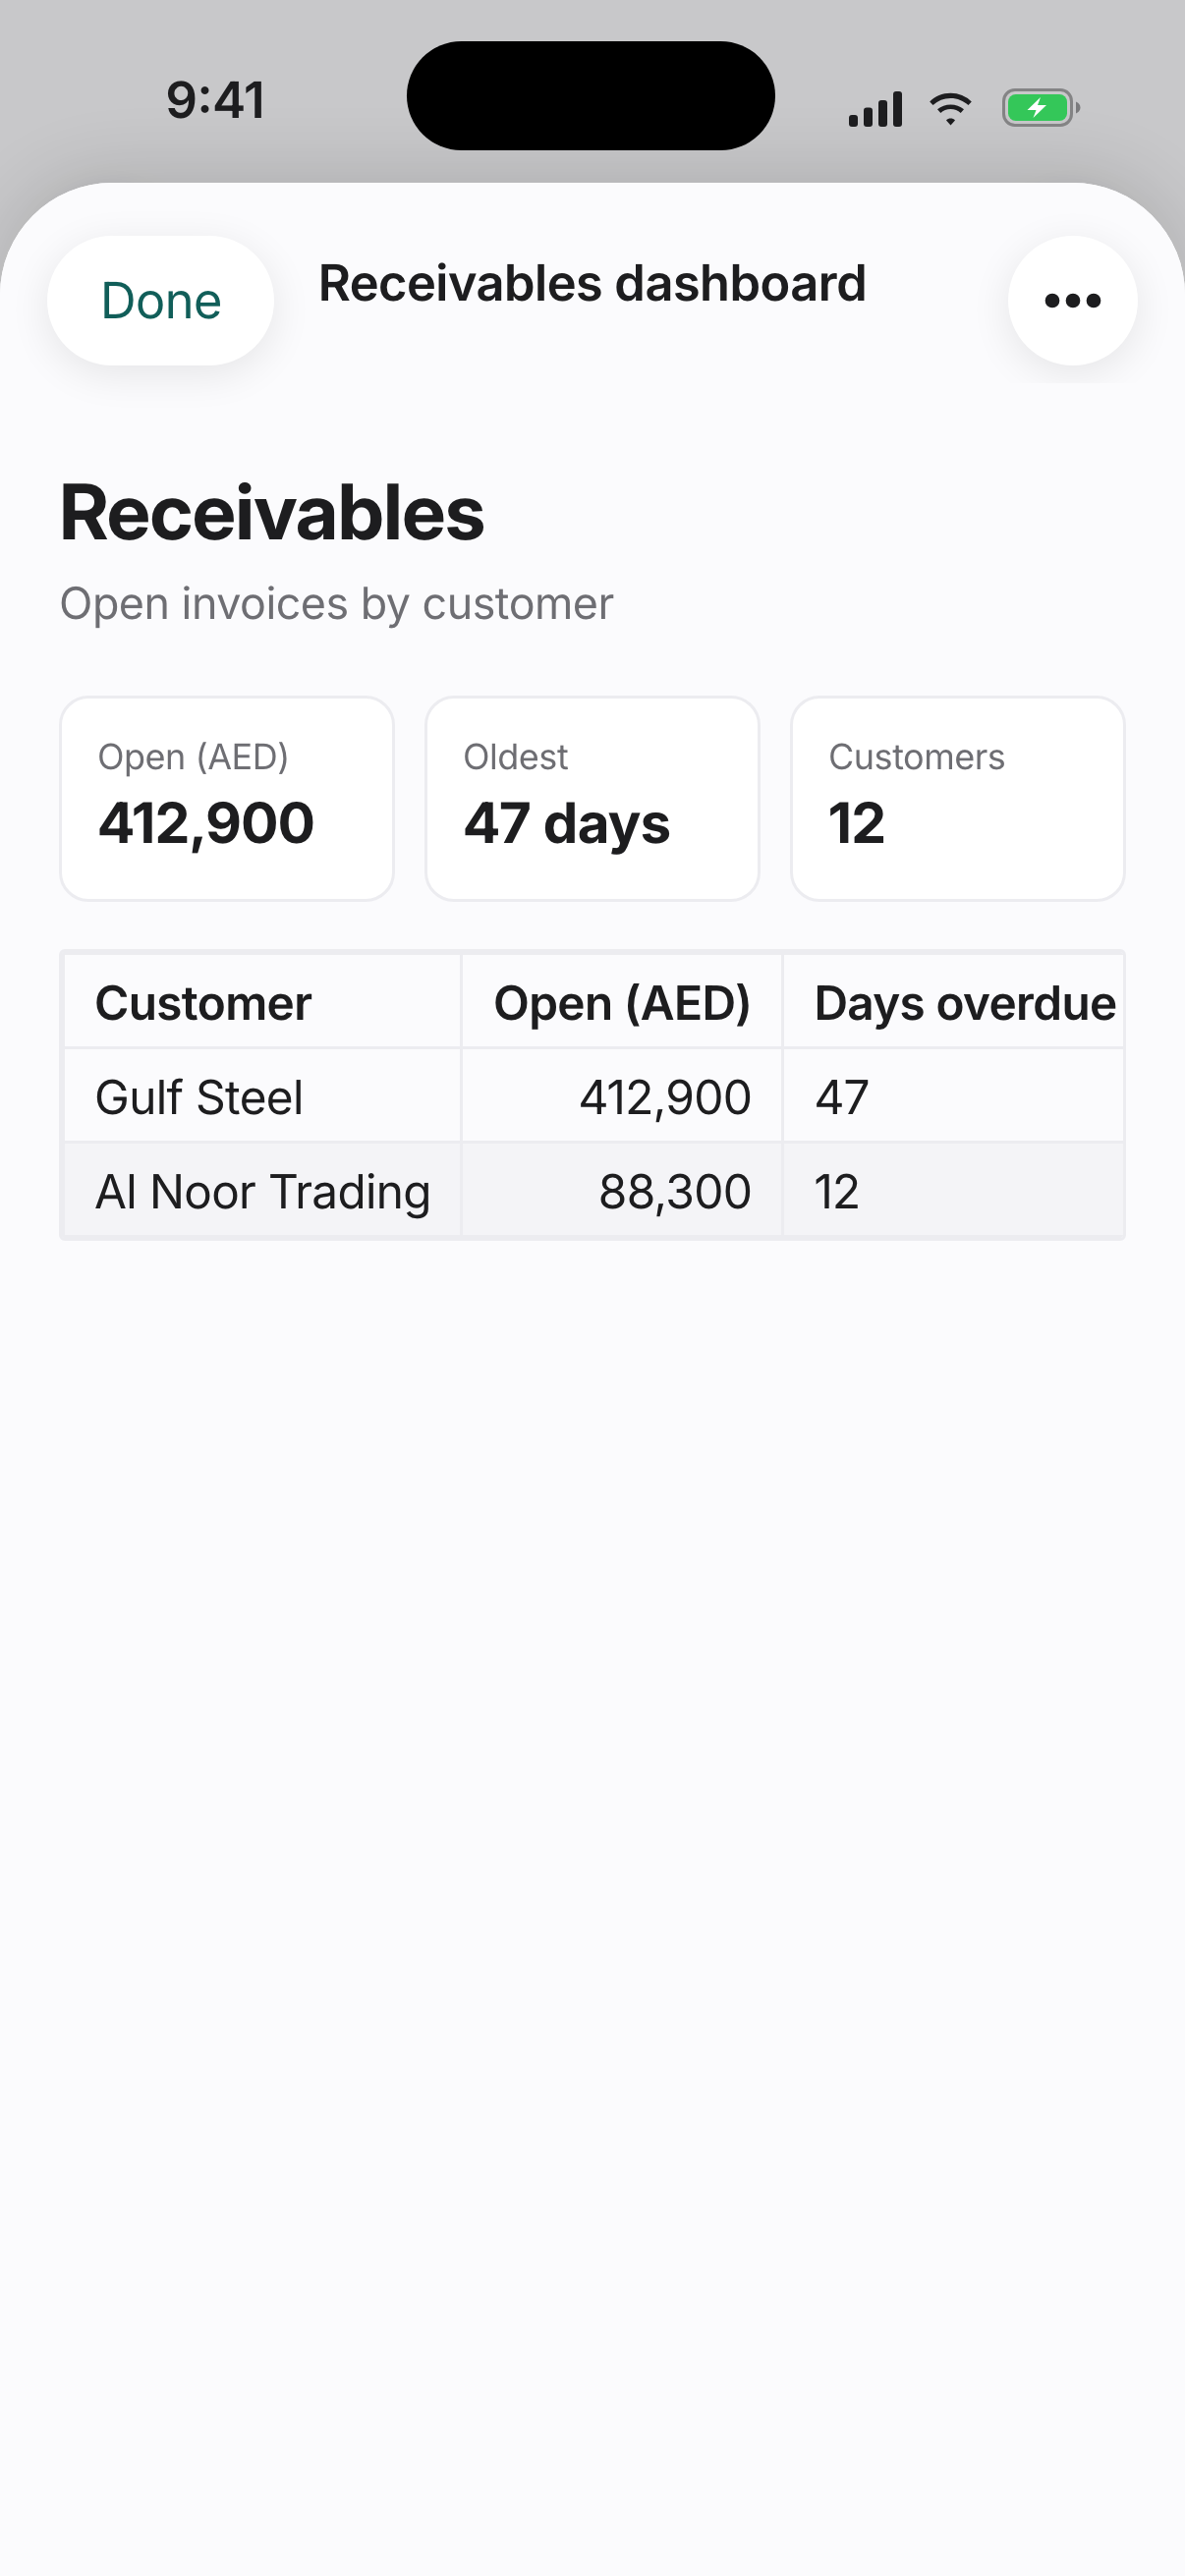 9:41
Done
Receivables dashboard
Receivables
Open invoices by customer
Open (AED)
412,900
Oldest
47 days
Customers
12
Customer Open (AED) Days overdue
Gulf Steel 412,900 47
Al Noor Trading 88,300 12